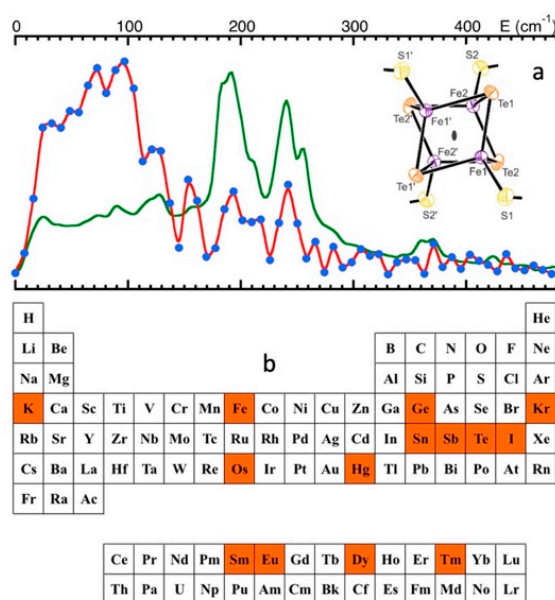 0 100 200 300 400 E (cm⁻¹)
a
S1' S2
Fe2 Te1
Te2' Fe1'
Fe2' Te2
Te1' Fe1
S2' S1
b
H He
Li Be B C N O F Ne
Na Mg Al Si P S Cl Ar
K Ca Sc Ti V Cr Mn Fe Co Ni Cu Zn Ga Ge As Se Br Kr
Rb Sr Y Zr Nb Mo Tc Ru Rh Pd Ag Cd In Sn Sb Te I Xe
Cs Ba La Hf Ta W Re Os Ir Pt Au Hg Tl Pb Bi Po At Rn
Fr Ra Ac
Ce Pr Nd Pm Sm Eu Gd Tb Dy Ho Er Tm Yb Lu
Th Pa U Np Pu Am Cm Bk Cf Es Fm Md No Lr